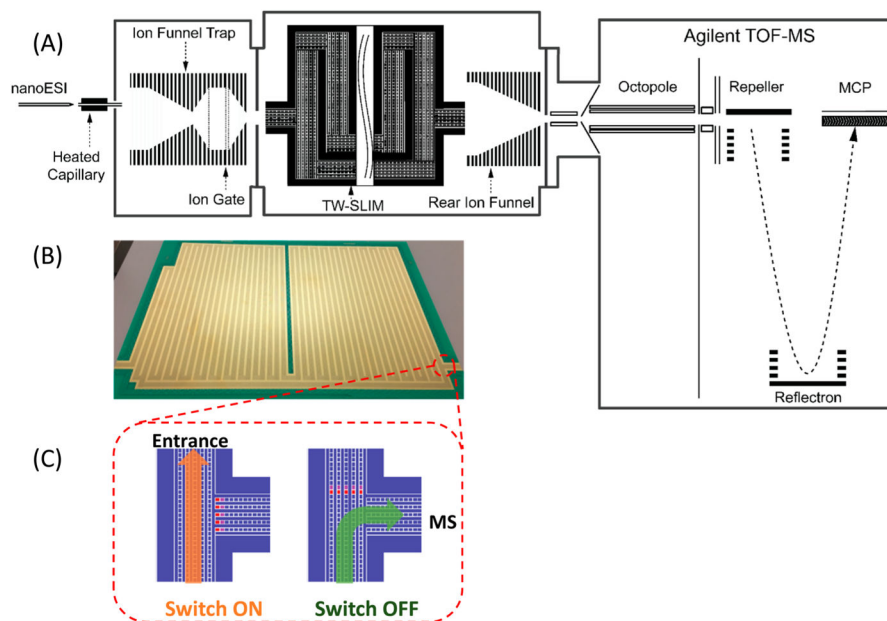 (A)
Ion Funnel Trap
nanoESI
Heated
Capillary
Ion Gate
TW-SLIM
Rear Ion Funnel
Agilent TOF-MS
Octopole
Repeller
MCP
Reflectron
(B)
(C)
Entrance
MS
Switch ON
Switch OFF